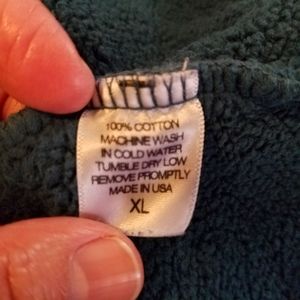 100% COTTON
MACHINE WASH
IN COLD WATER
TUMBLE DRY LOW
REMOVE PROMPTLY
MADE IN USA
XL